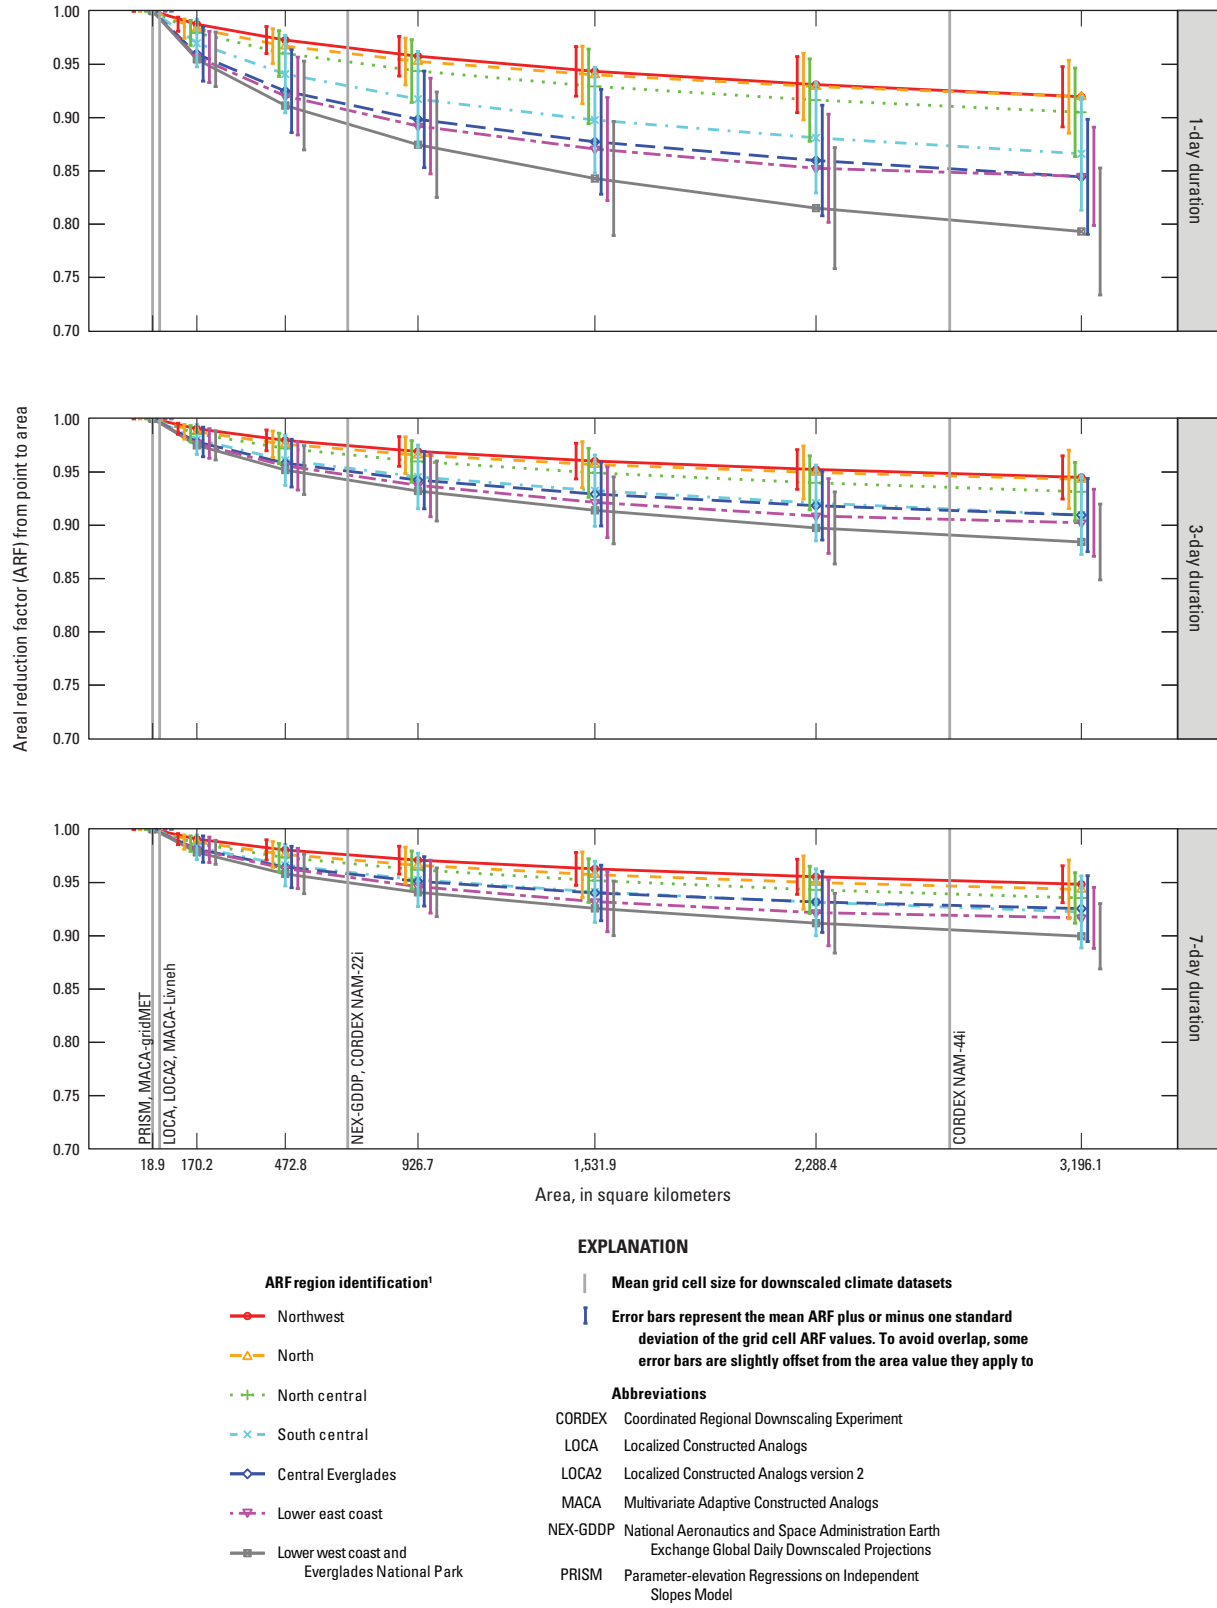 1.00
0.95
0.90
0.85
0.80
0.75
0.70
1-day duration
1.00
0.95
0.90
0.85
0.80
0.75
0.70
3-day duration
Areal reduction factor (ARF) from point to area
1.00
0.95
0.90
0.85
0.80
0.75
0.70
7-day duration
PRISM, MACA-gridMET
LOCA, LOCA2, MACA-Livneh
NEX-GDDP, CORDEX NAM-22i
CORDEX NAM-44i
18.9 170.2 472.8 926.7 1,531.9 2,288.4 3,196.1
Area, in square kilometers
EXPLANATION
ARF region identification¹
Northwest
North
North central
South central
Central Everglades
Lower east coast
Lower west coast and
Everglades National Park
Mean grid cell size for downscaled climate datasets
Error bars represent the mean ARF plus or minus one standard
deviation of the grid cell ARF values. To avoid overlap, some
error bars are slightly offset from the area value they apply to
Abbreviations
CORDEX Coordinated Regional Downscaling Experiment
LOCA Localized Constructed Analogs
LOCA2 Localized Constructed Analogs version 2
MACA Multivariate Adaptive Constructed Analogs
NEX-GDDP National Aeronautics and Space Administration Earth
Exchange Global Daily Downscaled Projections
PRISM Parameter-elevation Regressions on Independent
Slopes Model